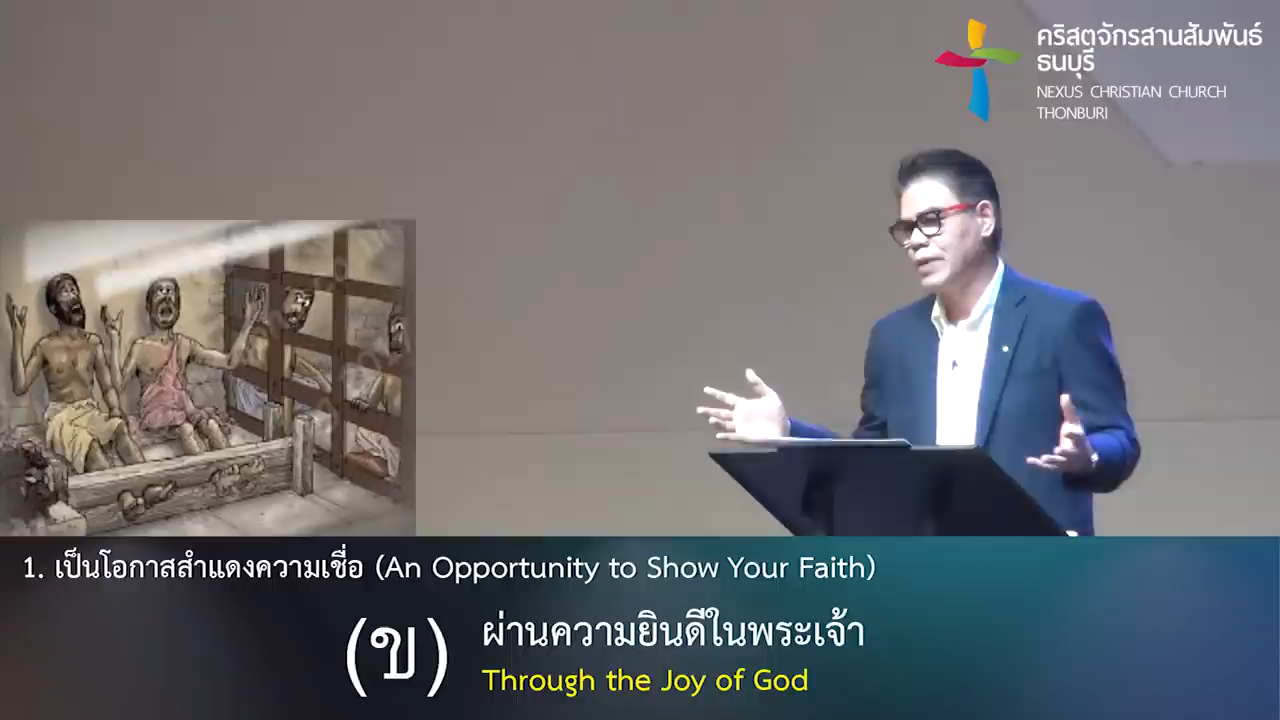 คริสตจักรสานสัมพันธ์
ธนบุรี
NEXUS CHRISTIAN CHURCH
THONBURI
1. เป็นโอกาสสำแดงความเชื่อ (An Opportunity to Show Your Faith)
(ข) ผ่านความยินดีในพระเจ้า
Through the Joy of God